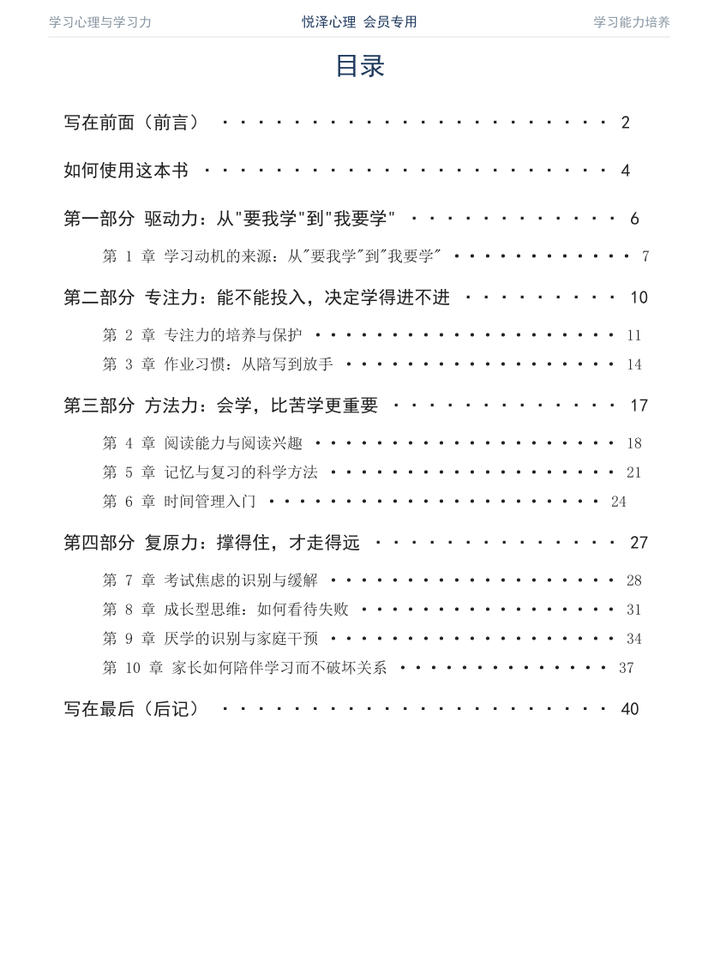 学习心理与学习力 悦泽心理 会员专用 学习能力培养
目录
写在前面（前言） · · · · · · · · · · · · · · · · · · · · · · 2
如何使用这本书 · · · · · · · · · · · · · · · · · · · · · · · 4
第一部分 驱动力：从"要我学"到"我要学" · · · · · · · · · · · · 6
第 1 章 学习动机的来源：从"要我学"到"我要学" · · · · · · · · · · · · 7
第二部分 专注力：能不能投入，决定学得进不进 · · · · · · · · · 10
第 2 章 专注力的培养与保护 · · · · · · · · · · · · · · · · · · · · 11
第 3 章 作业习惯：从陪写到放手 · · · · · · · · · · · · · · · · · · 14
第三部分 方法力：会学，比苦学更重要 · · · · · · · · · · · · · 17
第 4 章 阅读能力与阅读兴趣 · · · · · · · · · · · · · · · · · · · · 18
第 5 章 记忆与复习的科学方法 · · · · · · · · · · · · · · · · · · · 21
第 6 章 时间管理入门 · · · · · · · · · · · · · · · · · · · · · · 24
第四部分 复原力：撑得住，才走得远 · · · · · · · · · · · · · · 27
第 7 章 考试焦虑的识别与缓解 · · · · · · · · · · · · · · · · · · · 28
第 8 章 成长型思维：如何看待失败 · · · · · · · · · · · · · · · · · 31
第 9 章 厌学的识别与家庭干预 · · · · · · · · · · · · · · · · · · · 34
第 10 章 家长如何陪伴学习而不破坏关系 · · · · · · · · · · · · · · 37
写在最后（后记） · · · · · · · · · · · · · · · · · · · · · · 40